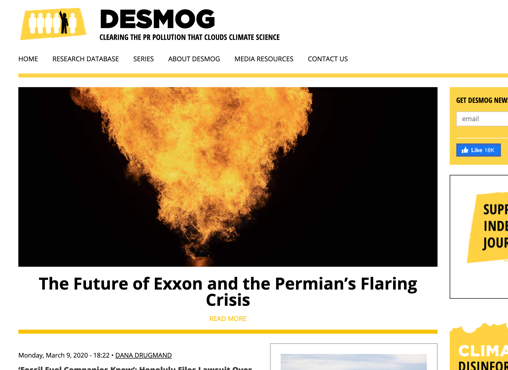 DESMOG
CLEARING THE PR POLLUTION THAT CLOUDS CLIMATE SCIENCE
HOME RESEARCH DATABASE SERIES ABOUT DESMOG MEDIA RESOURCES CONTACT US
GET DESMOG NEW
email
Like 18K
SUPP
INDE
JOUR
The Future of Exxon and the Permian's Flaring
Crisis
READ MORE
Monday, March 9, 2020 - 18:22 • DANA DRUGMAND
'Fossil Fuel Companies Know': Honolulu Files Lawsuit Over
CLIMA
DISINFOR